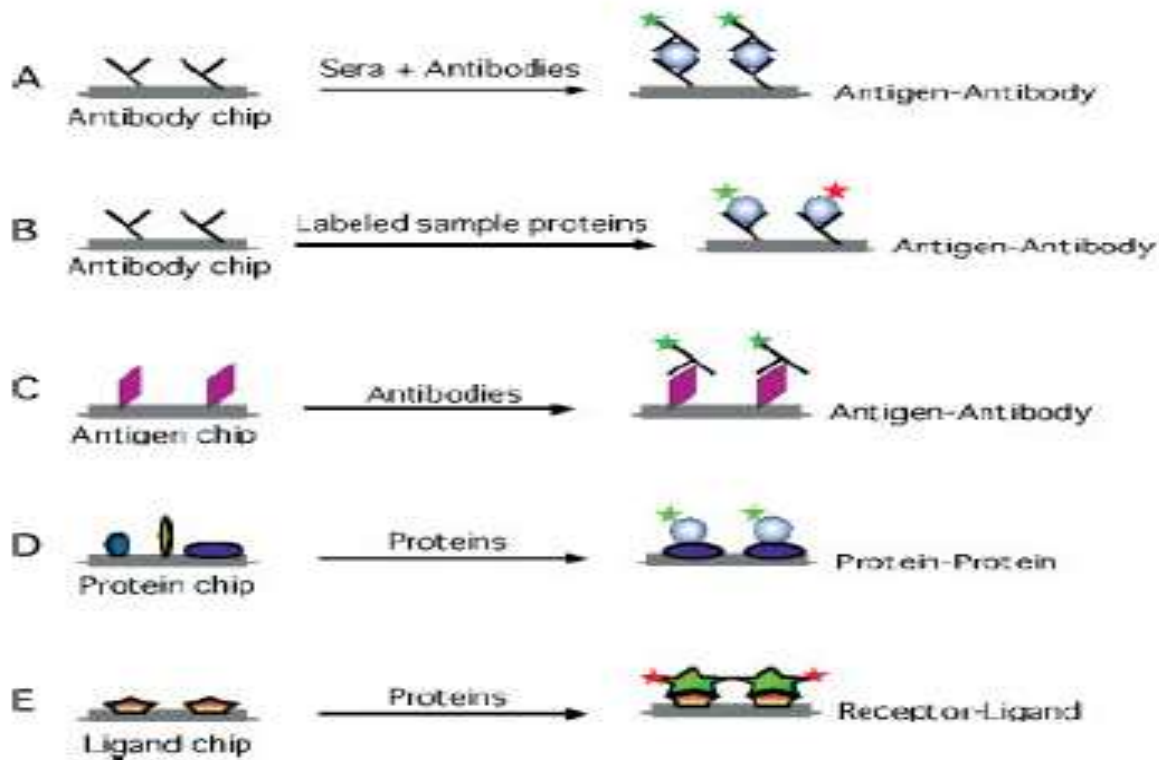 A
Antibody chip
Sera + Antibodies
Antigen-Antibody
B
Antibody chip
Labeled sample proteins
Antigen-Antibody
C
Antigen chip
Antibodies
Antigen-Antibody
D
Protein chip
Proteins
Protein-Protein
E
Ligand chip
Proteins
Receptor-Ligand